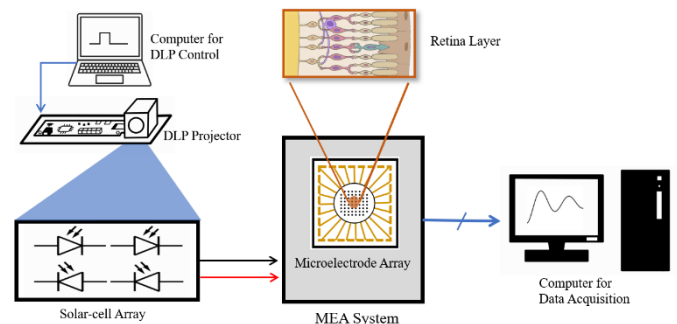 Computer for
DLP Control
Retina Layer
DLP Projector
Microelectrode Array
Solar-cell Array
MEA System
Computer for
Data Acquisition